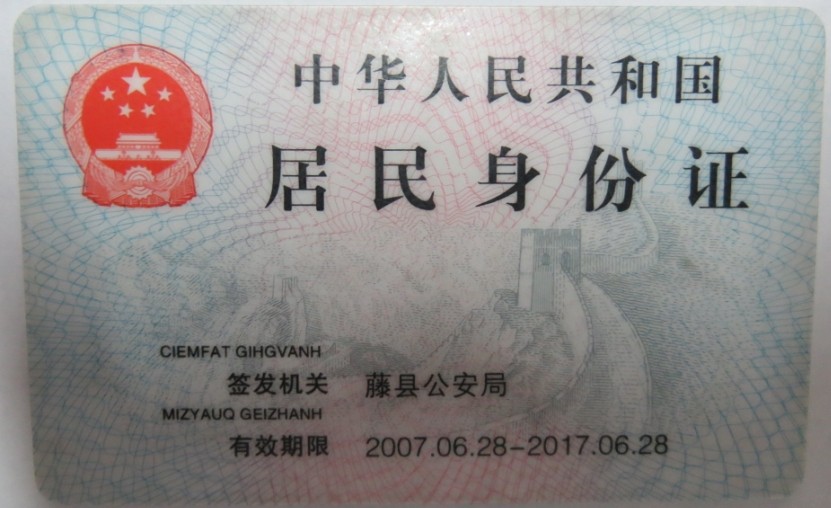 中华人民共和国
居民身份证
CIEMFAT GIHGVANH
签发机关 藤县公安局
MIZYAUQ GEIZHANH
有效期限 2007.06.28-2017.06.28